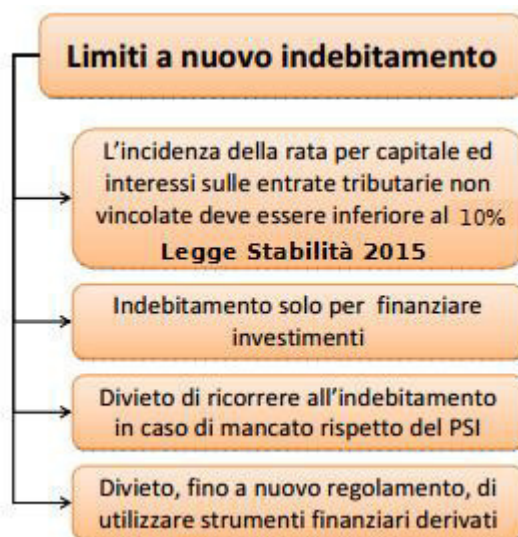 Limiti a nuovo indebitamento
L'incidenza della rata per capitale ed
interessi sulle entrate tributarie non
vincolate deve essere inferiore al 10%
Legge Stabilità 2015
Indebitamento solo per finanziare
investimenti
Divieto di ricorrere all'indebitamento
in caso di mancato rispetto del PSI
Divieto, fino a nuovo regolamento, di
utilizzare strumenti finanziari derivati